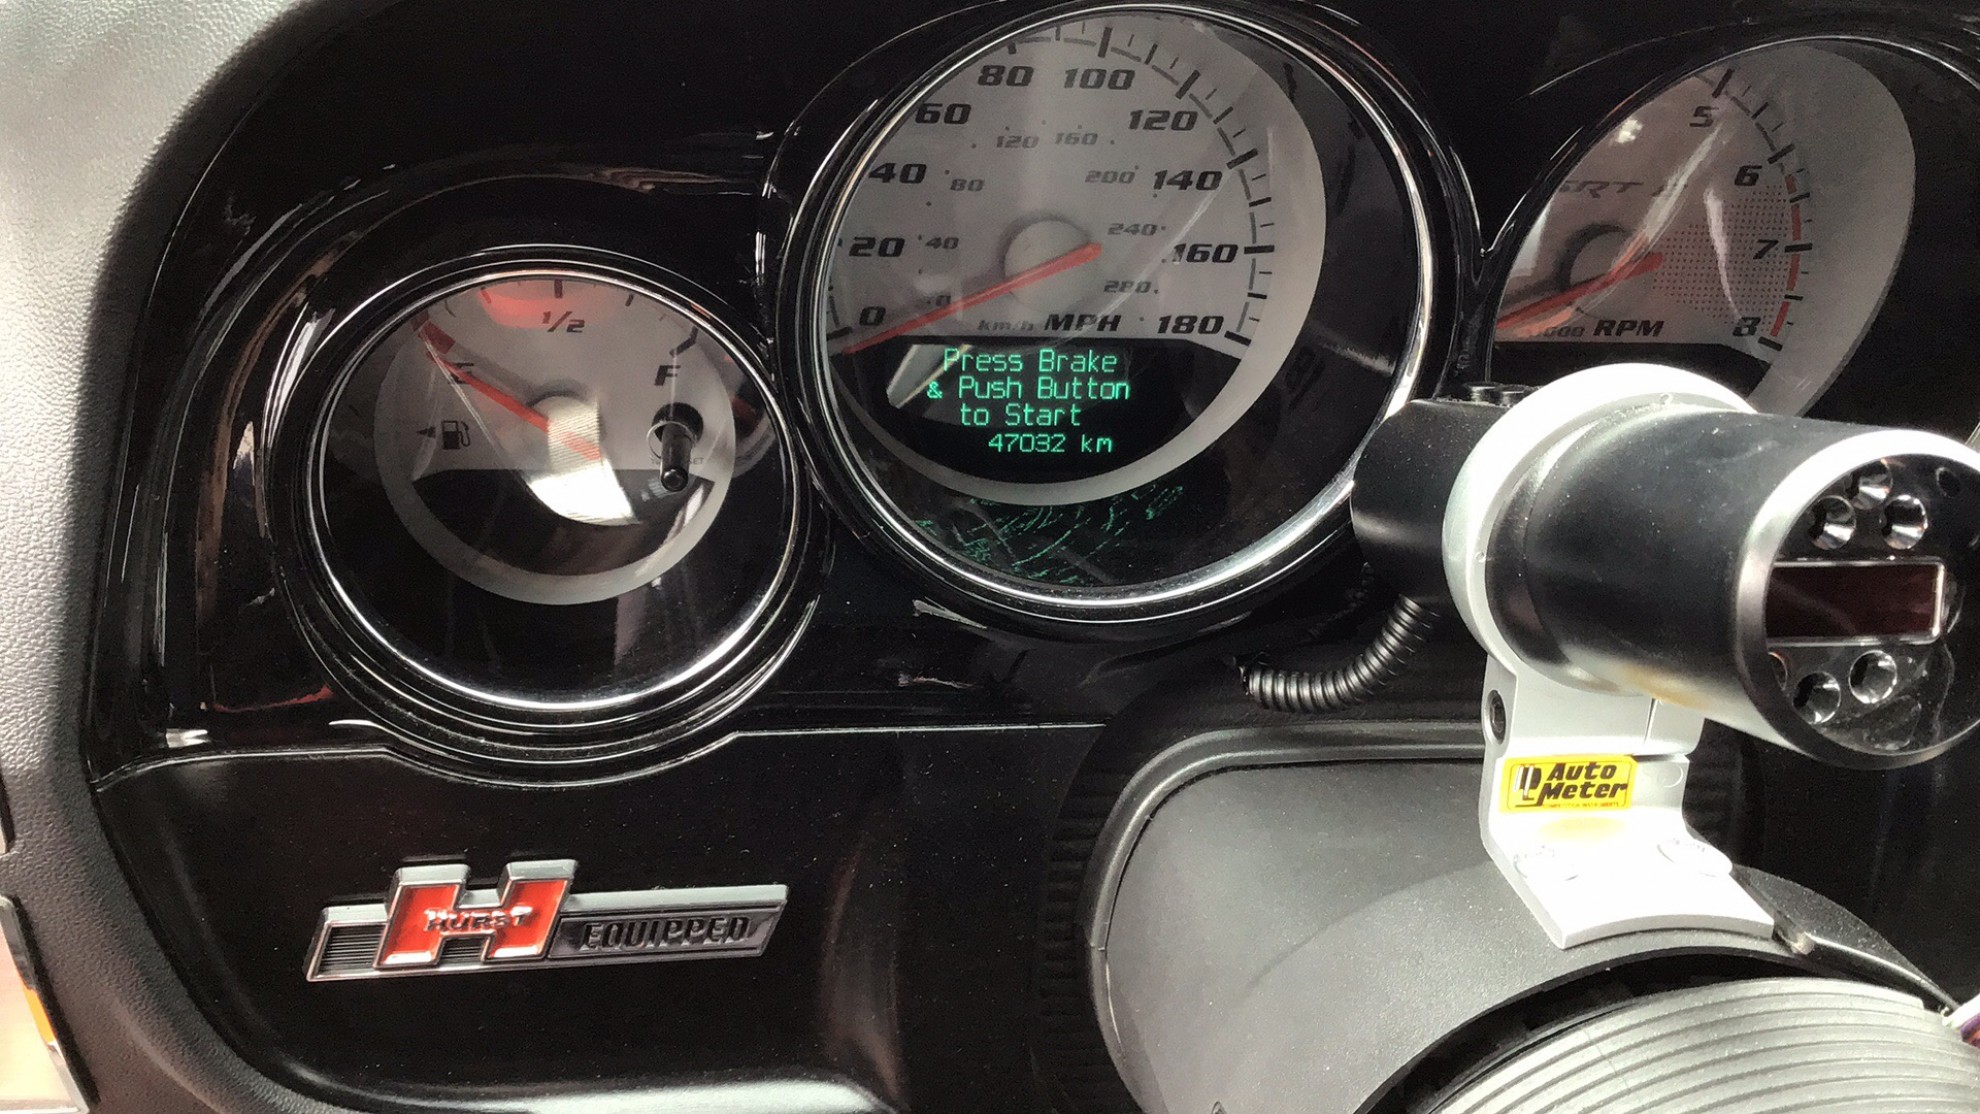 1/2
E
F
0
20
40
60
80
100
120
140
160
180
40
80
120
160
200
240
280
km/h MPH
Press Brake
& Push Button
to Start
47032 km
5
6
7
8
SRT
RPM
Auto
Meter
HURST
EQUIPPED